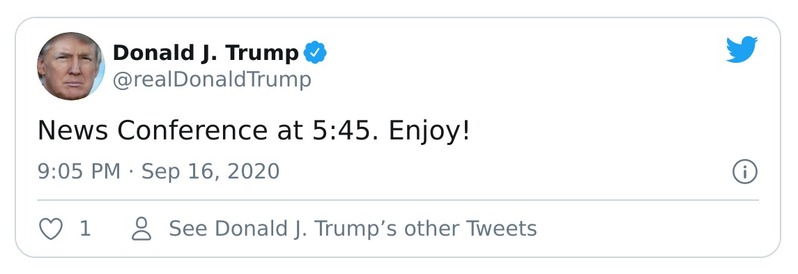 Donald J. Trump
@realDonaldTrump
News Conference at 5:45. Enjoy!
9:05 PM · Sep 16, 2020
1
See Donald J. Trump’s other Tweets